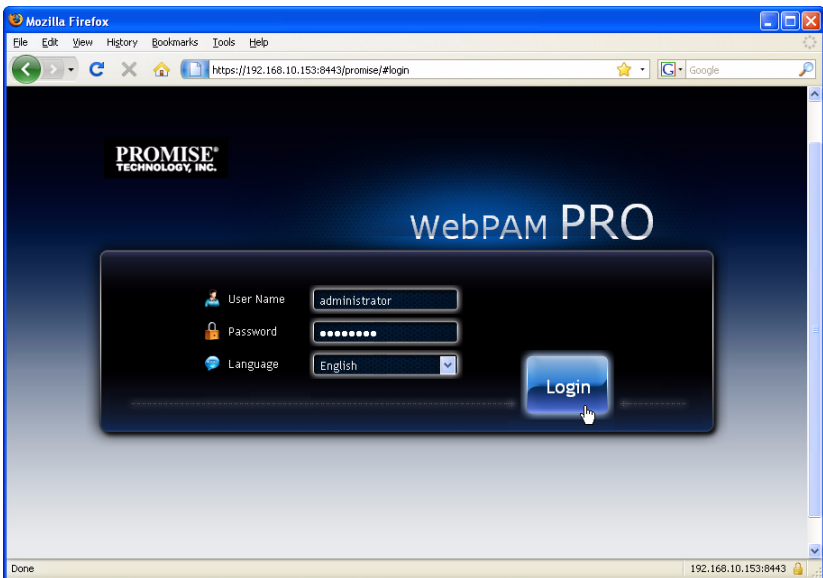 Mozilla Firefox
File Edit View History Bookmarks Tools Help
https://192.168.10.153:8443/promise/#login
G Google
PROMISE®
TECHNOLOGY, INC.
WebPAM PRO
User Name administrator
Password ●●●●●●●●
Language English
Login
Done 192.168.10.153:8443